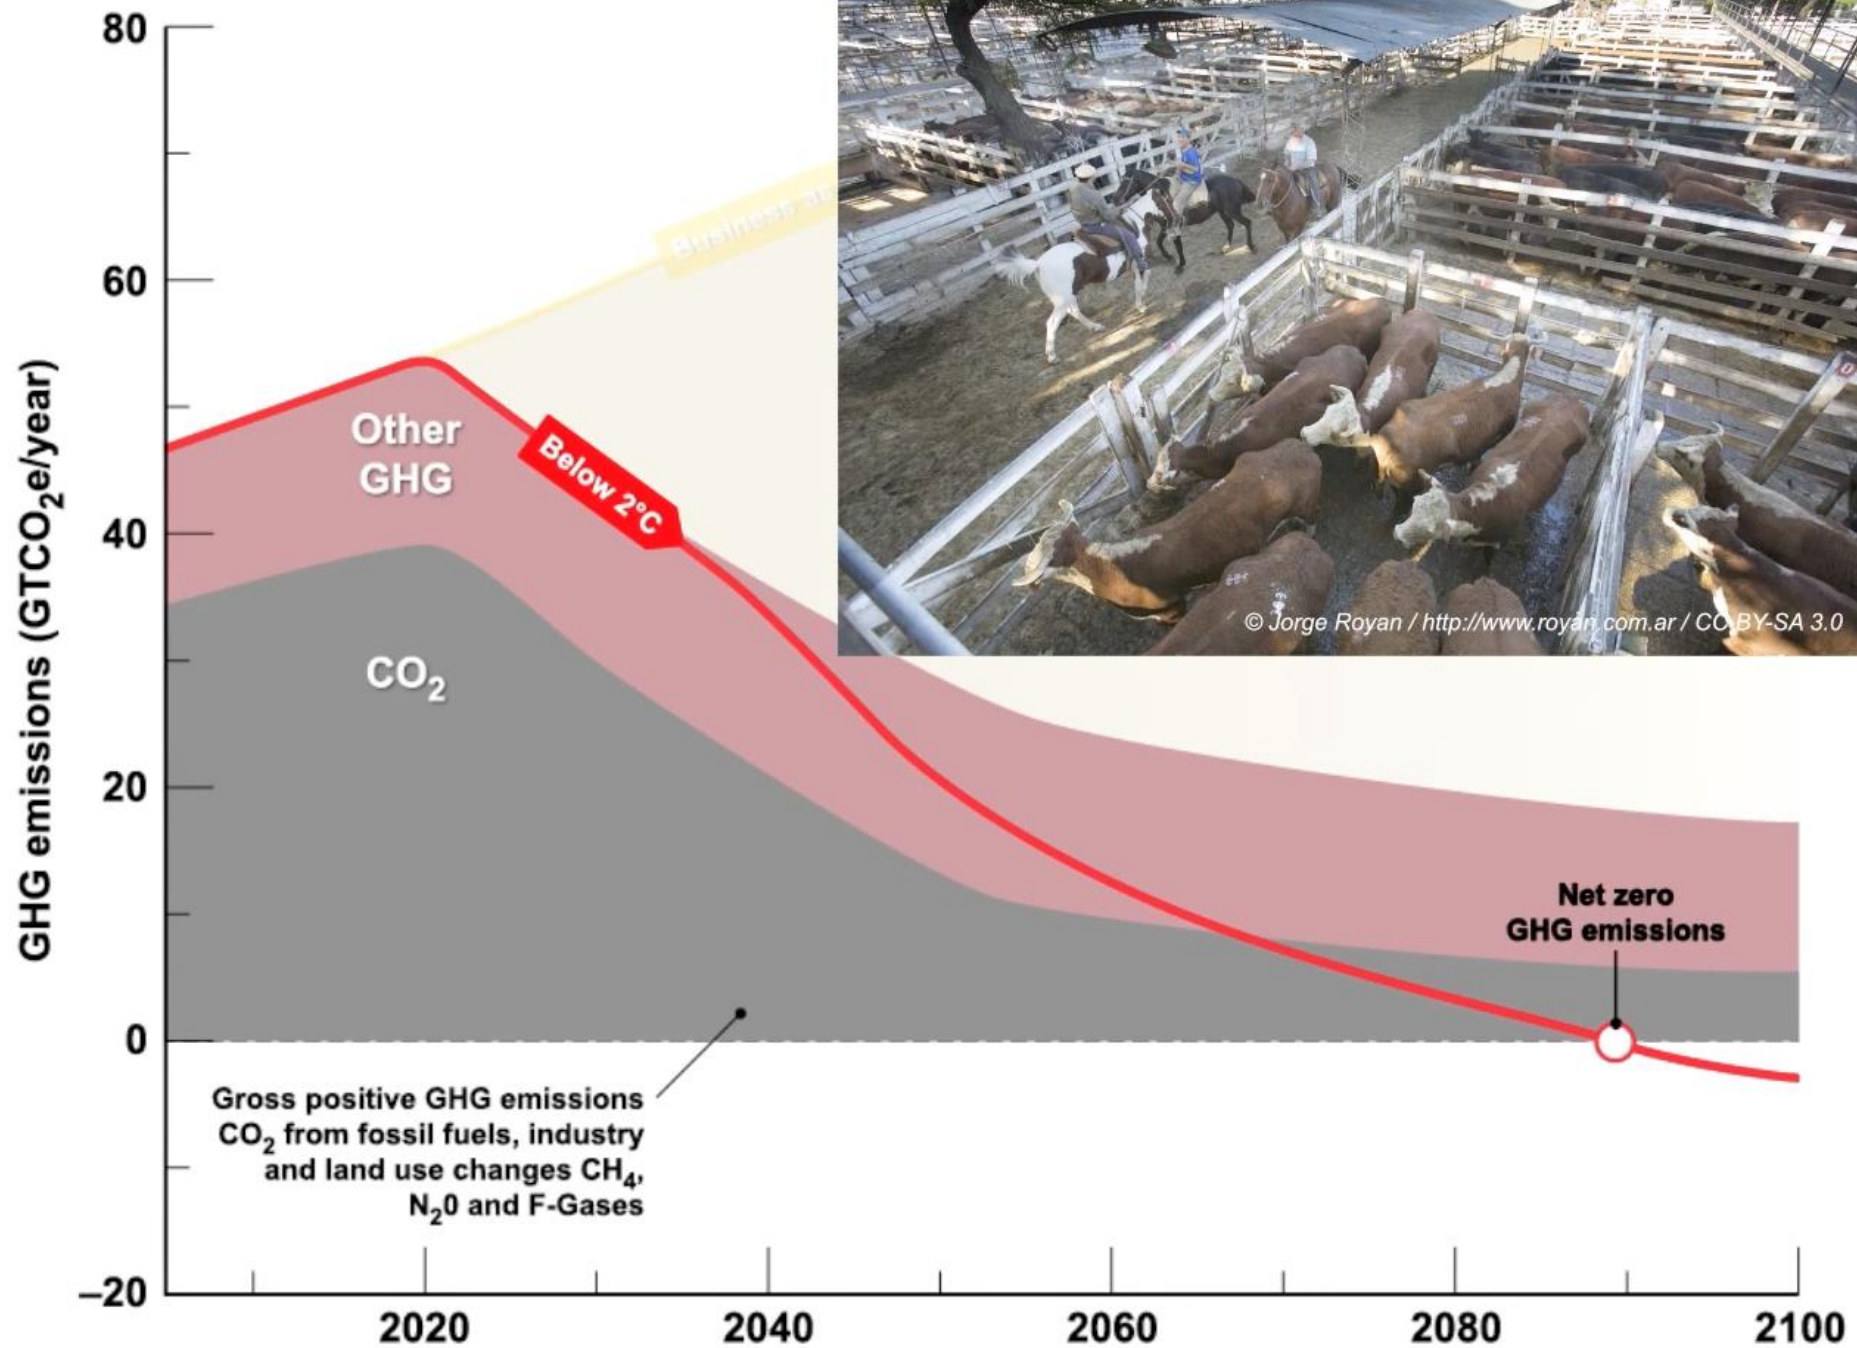 80
60
40
20
0
–20
GHG emissions (GTCO₂e/year)
Business as
Below 2°C
Other
GHG
CO₂
© Jorge Royan / http://www.royan.com.ar / CC-BY-SA 3.0
Net zero
GHG emissions
Gross positive GHG emissions
CO₂ from fossil fuels, industry
and land use changes CH₄,
N₂0 and F-Gases
2020
2040
2060
2080
2100